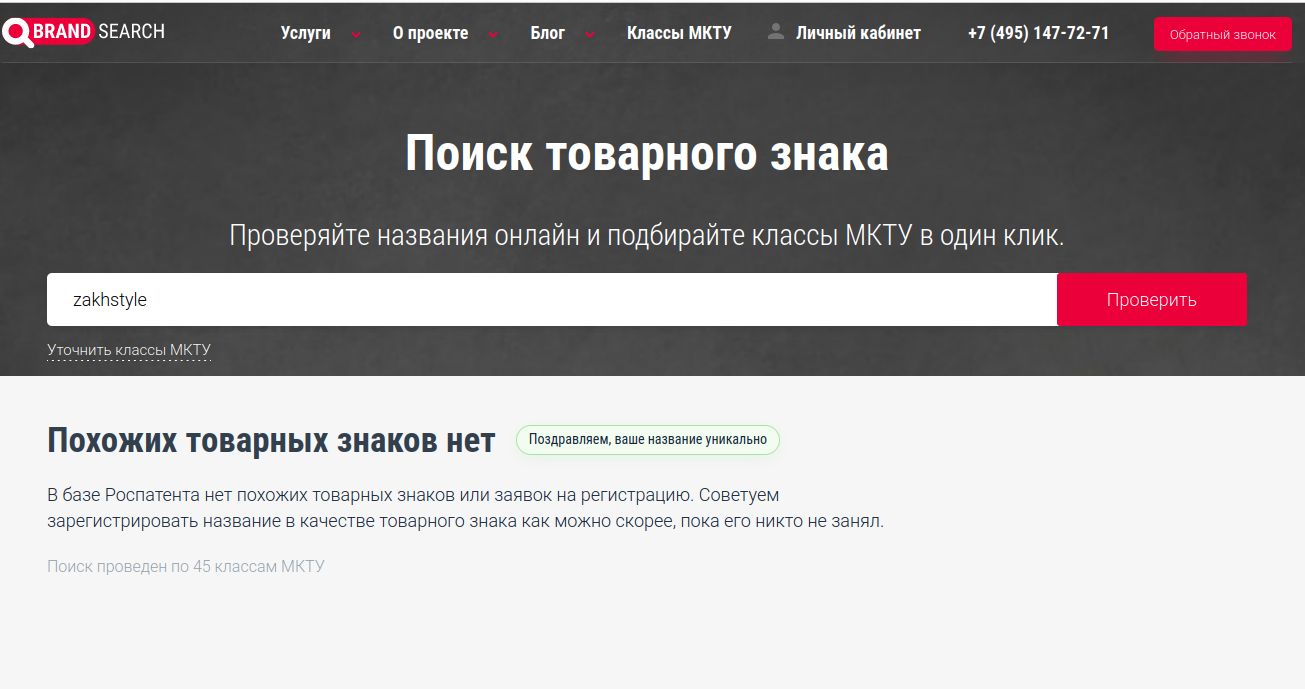 BRAND SEARCH Услуги О проекте Блог Классы МКТУ Личный кабинет +7 (495) 147-72-71 Обратный звонок
Поиск товарного знака
Проверяйте названия онлайн и подбирайте классы МКТУ в один клик.
zakhstyle Проверить
Уточнить классы МКТУ
Похожих товарных знаков нет Поздравляем, ваше название уникально
В базе Роспатента нет похожих товарных знаков или заявок на регистрацию. Советуем
зарегистрировать название в качестве товарного знака как можно скорее, пока его никто не занял.
Поиск проведен по 45 классам МКТУ